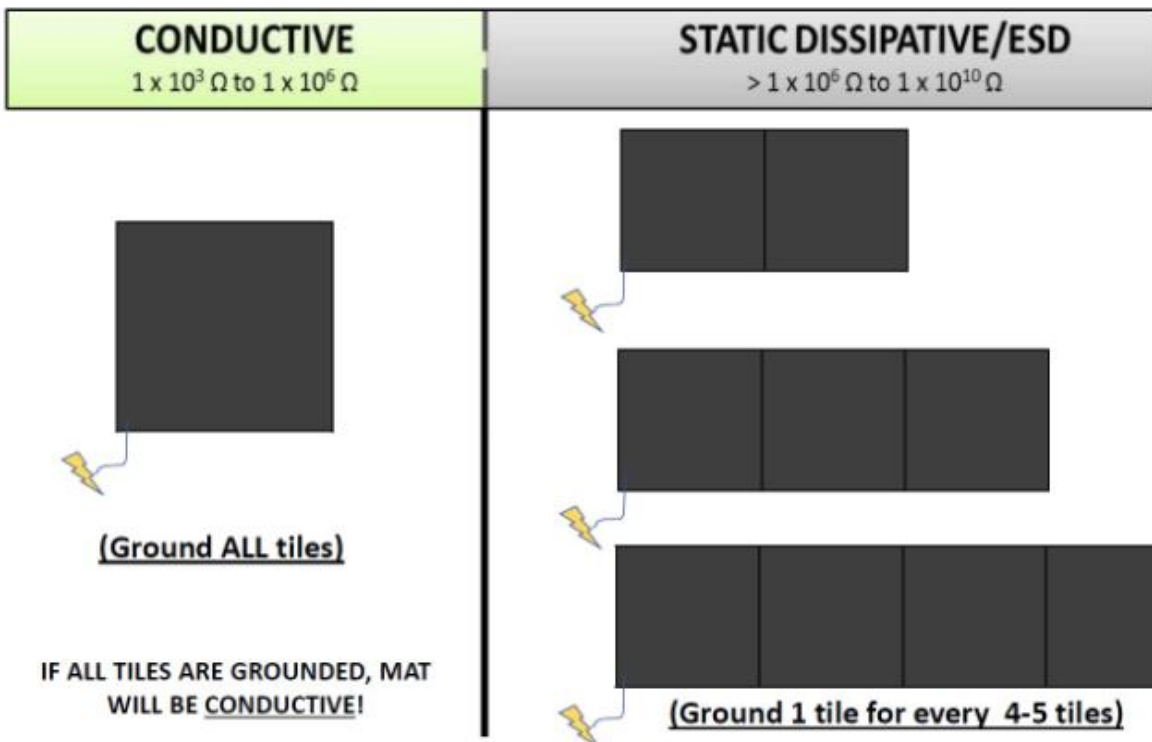 CONDUCTIVE
1 x 10³ Ω to 1 x 10⁶ Ω
STATIC DISSIPATIVE/ESD
> 1 x 10⁶ Ω to 1 x 10¹⁰ Ω
(Ground ALL tiles)
IF ALL TILES ARE GROUNDED, MAT
WILL BE CONDUCTIVE!
(Ground 1 tile for every 4-5 tiles)